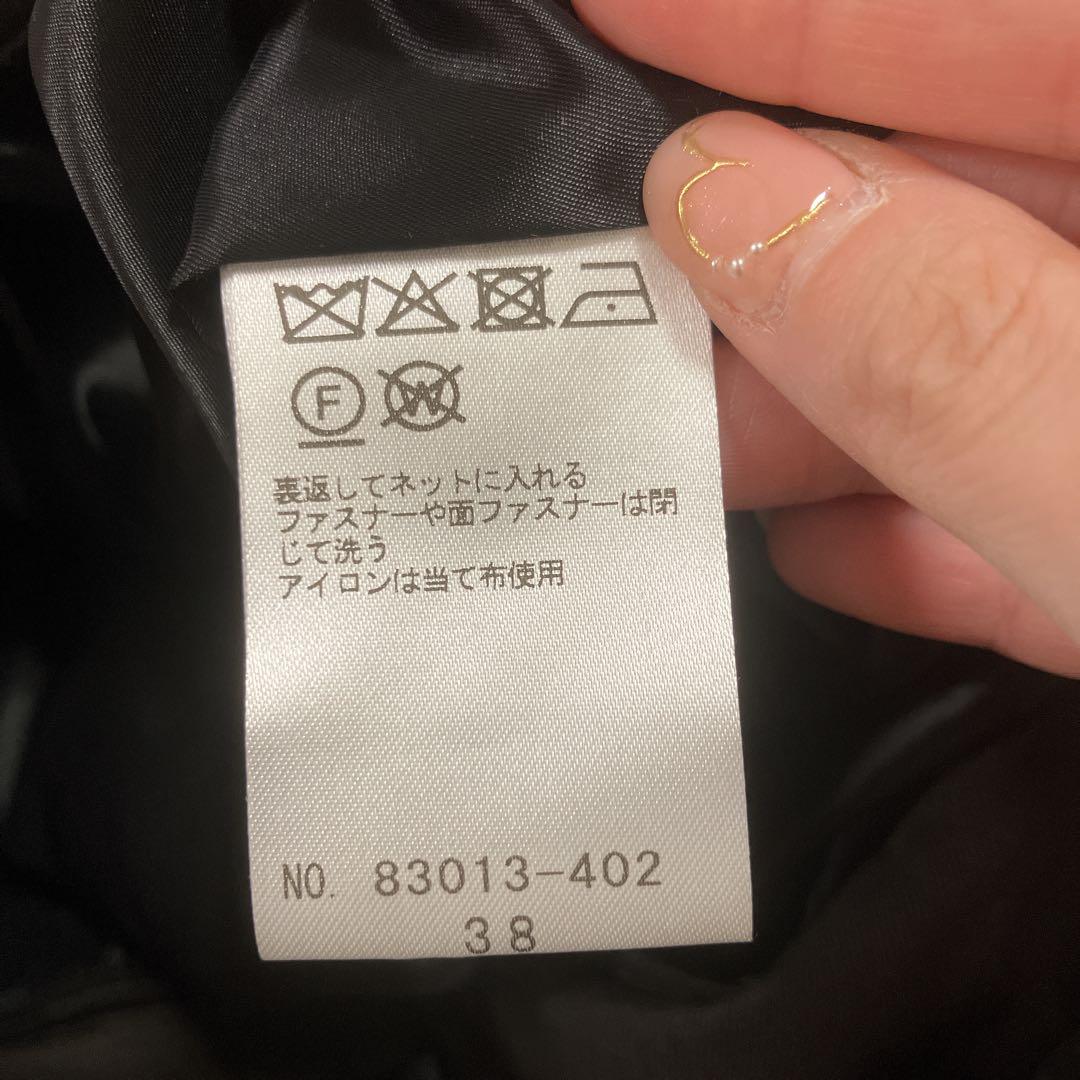 F W
裏返してネットに入れる
ファスナーや面ファスナーは閉
じて洗う
アイロンは当て布使用
NO. 83013-402
38